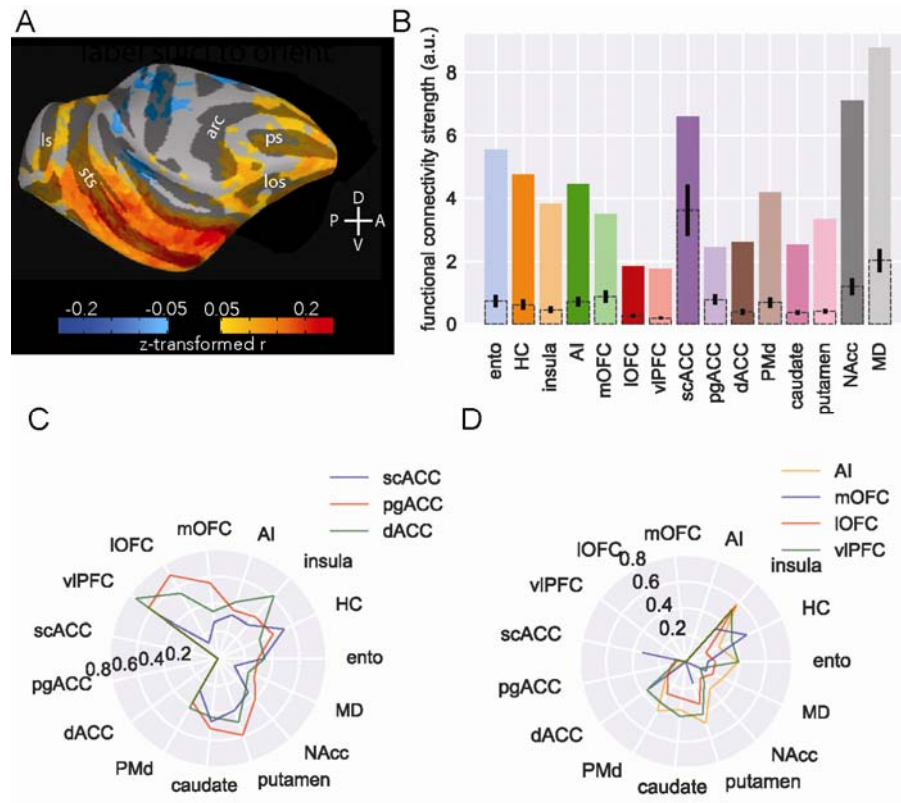 A
label sulci to orient
ls
sts
arc
ps
los
D
P
A
V
-0.2
-0.05
0.05
0.2
z-transformed r
B
functional connectivity strength (a.u.)
8
6
4
2
0
ento
HC
insula
AI
mOFC
lOFC
vlPFC
scACC
pgACC
dACC
PMd
caudate
putamen
NAcc
MD
C
scACC
pgACC
dACC
mOFC
AI
insula
HC
ento
MD
NAcc
putamen
caudate
PMd
dACC
pgACC
scACC
vlPFC
lOFC
0.8
0.6
0.4
0.2
D
AI
mOFC
lOFC
vlPFC
mOFC
AI
insula
HC
ento
MD
NAcc
putamen
caudate
PMd
dACC
pgACC
scACC
vlPFC
lOFC
0.8
0.6
0.4
0.2